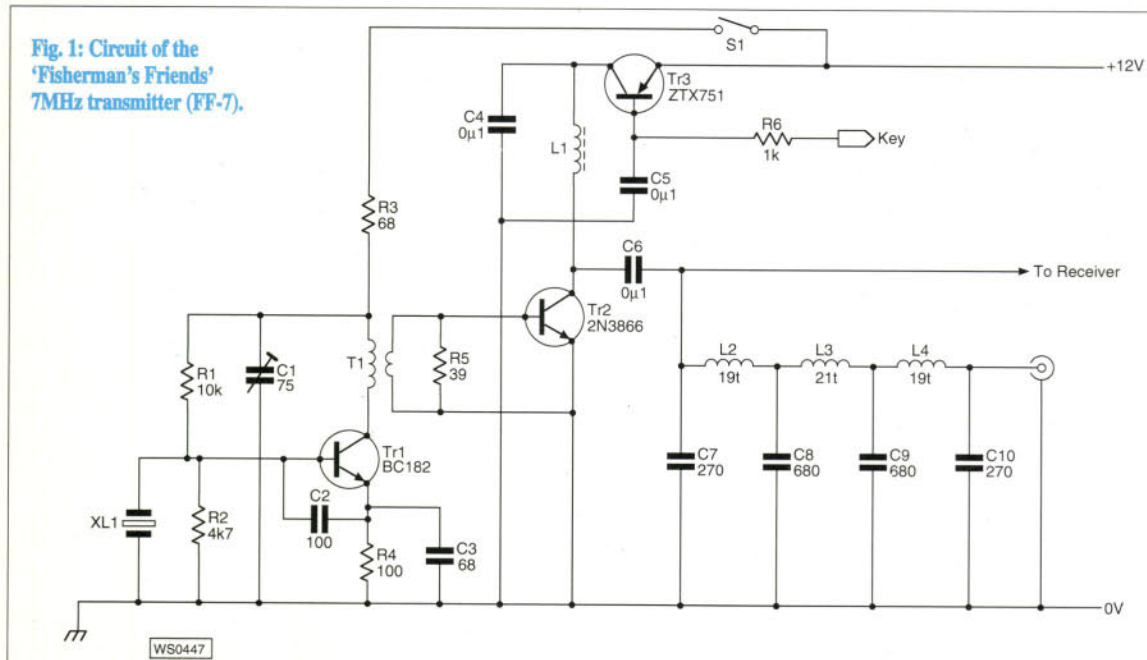 Fig. 1: Circuit of the
‘Fisherman’s Friends’
7MHz transmitter (FF-7).
S1
+12V
Tr3
ZTX751
C4
0µ1
L1
R6
1k
Key
C5
0µ1
R3
68
C6
0µ1
To Receiver
Tr2
2N3866
R1
10k
C1
75
T1
R5
39
L2
19t
L3
21t
L4
19t
Tr1
BC182
C7
270
C8
680
C9
680
C10
270
XL1
R2
4k7
C2
100
R4
100
C3
68
0V
WS0447